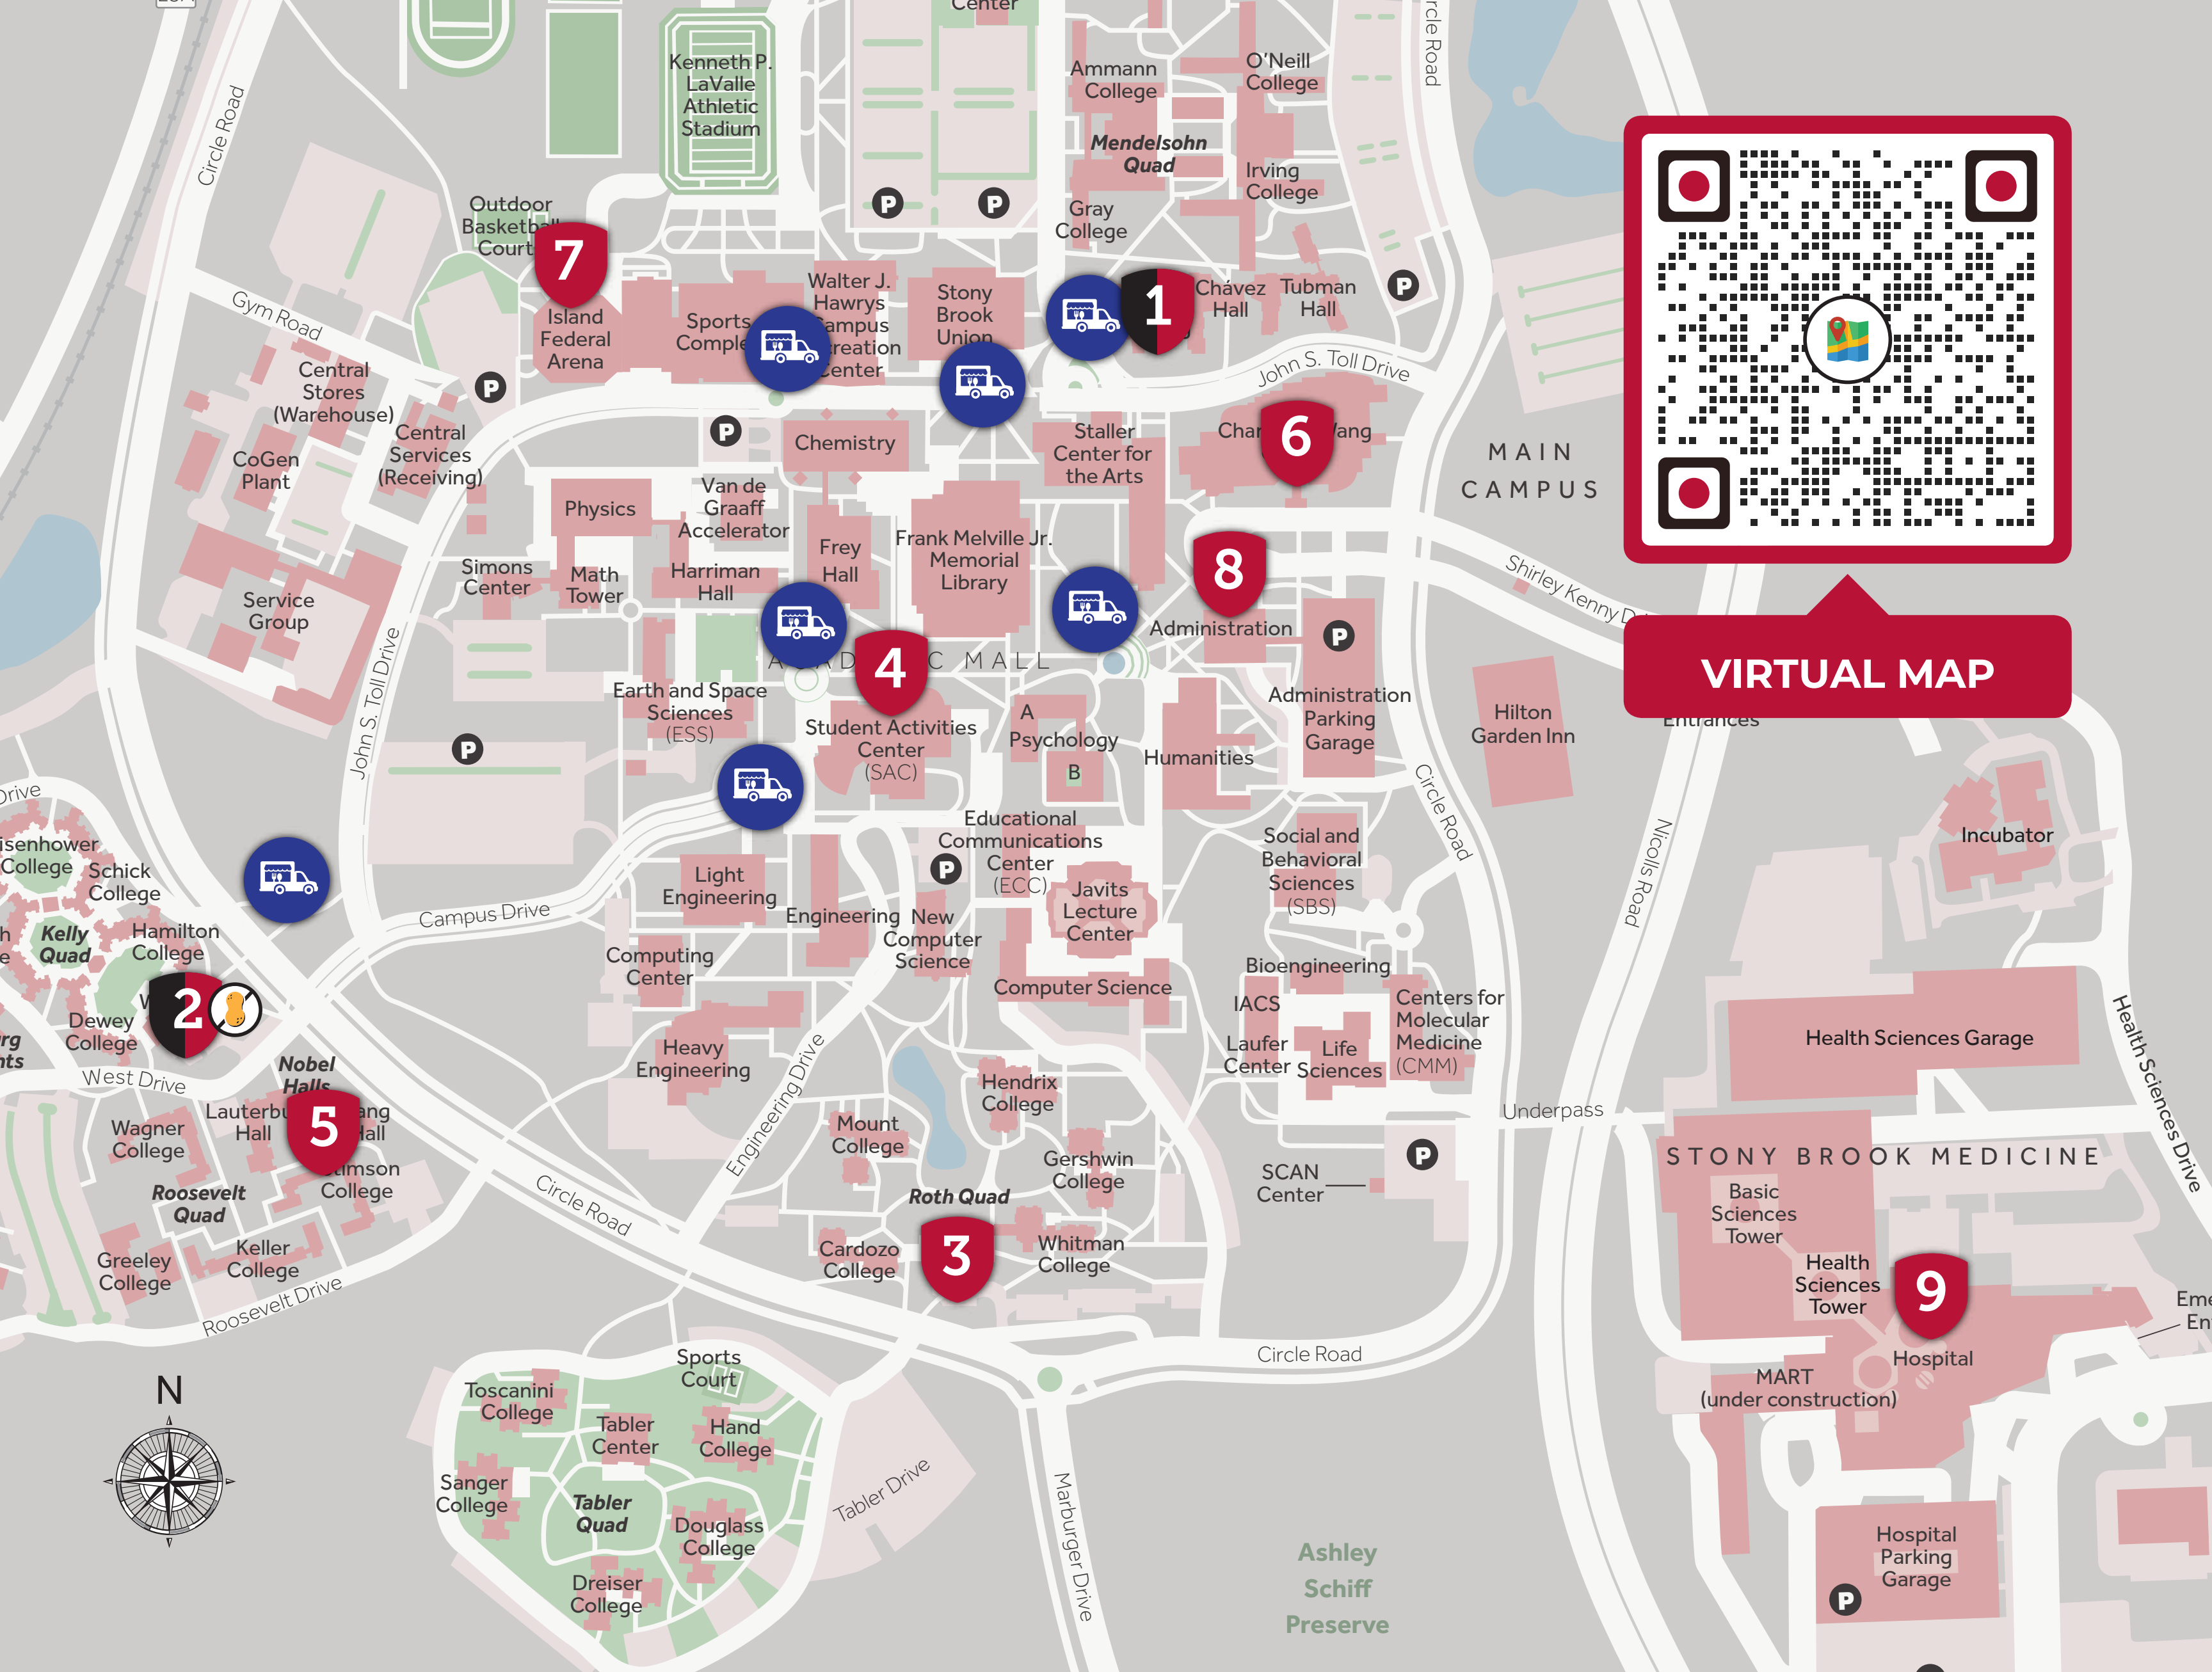 Center
Kenneth P.
LaValle
Athletic
Stadium
Ammann
College
O'Neill
College
Circle Road
Circle Road
Mendelsohn
Quad
Irving
College
Gray
College
Outdoor
Basketball
Court
7
Island
Federal
Arena
Sports
Walter J.
Hawrys
Campus
Center
Stony
Brook
Union
1
Chávez
Hall
Tubman
Hall
P
P
P
P
P
Gym Road
Central
Stores
(Warehouse)
Central
Services
(Receiving)
CoGen
Plant
Service
Group
John S. Toll Drive
John S. Toll Drive
Chemistry
Staller
Center for
the Arts
6
MAIN
CAMPUS
VIRTUAL MAP
Physics
Van de
Graaff
Accelerator
Frey
Hall
Frank Melville Jr.
Memorial
Library
Simons
Center
Math
Tower
Harriman
Hall
8
Administration
P
Administration
Parking
Garage
Shirley Kenny
Hilton
Garden Inn
Entrances
MALL
4
Earth and Space
Sciences
(ESS)
Student Activities
Center
(SAC)
A
Psychology
B
Humanities
P
Educational
Communications
Center
(ECC)
P
Javits
Lecture
Center
Social and
Behavioral
Sciences
(SBS)
Circle Road
Nicolls Road
Incubator
Drive
College
Schick
College
Kelly
Quad
Hamilton
College
2
Dewey
College
West Drive
Campus Drive
Light
Engineering
Engineering
New
Computer
Science
Computing
Center
Heavy
Engineering
Engineering Drive
Computer Science
Bioengineering
IACS
Laufer
Center
Life
Sciences
Centers for
Molecular
Medicine
(CMM)
Underpass
Health Sciences Garage
Health Sciences Drive
STONY BROOK MEDICINE
Basic
Sciences
Tower
Health
Sciences
Tower
9
Hospital
MART
(under construction)
Hospital
Parking
Garage
P
Nobel
Halls
5
Hall
Wagner
College
College
Roosevelt
Quad
Greeley
College
Keller
College
Roosevelt Drive
Circle Road
Mount
College
Hendrix
College
Gershwin
College
SCAN
Center
P
Roth Quad
Cardozo
College
3
Whitman
College
Circle Road
N
Toscanini
College
Sports
Court
Tabler
Center
Hand
College
Sanger
College
Tabler
Quad
Douglass
College
Dreiser
College
Tabler Drive
Marburger Drive
Ashley
Schiff
Preserve